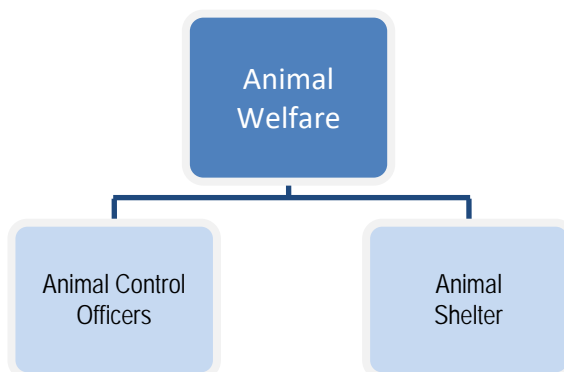 Animal
Welfare
Animal Control
Officers
Animal
Shelter